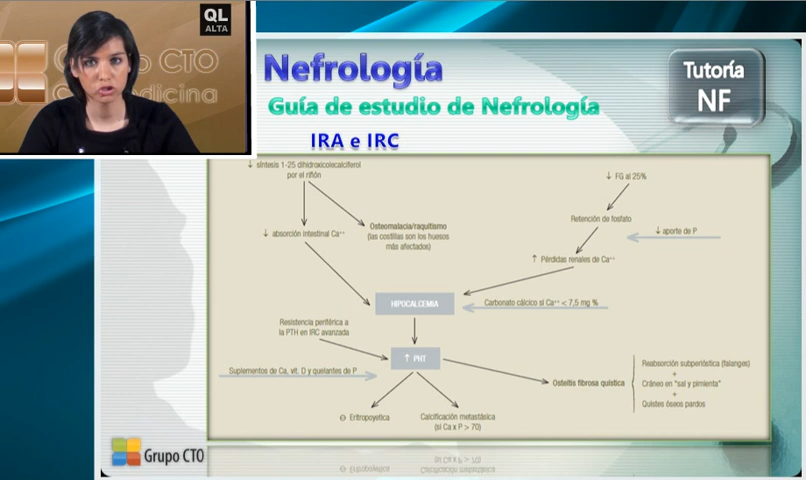 QL
ALTA
Grupo CTO
Medicina
Nefrología
Guía de estudio de Nefrología
Tutoría
NF
IRA e IRC
↓ síntesis 1-25 dihidroxicolecalciferol
por el riñón
↓ FG al 25%
Retención de fosfato
↓ aporte de P
Osteomalacia/raquitismo
(las costillas son los huesos
más afectados)
↓ absorción intestinal Ca⁺⁺
↑ Pérdidas renales de Ca⁺⁺
HIPOCALCEMIA
Carbonato cálcico si Ca⁺⁺ < 7,5 mg %
Resistencia periférica a
la PTH en IRC avanzada
↑ PHT
Suplementos de Ca, vit. D y quelantes de P
Osteítis fibrosa quística
Reabsorción subperióstica (falanges)
+
Cráneo en "sal y pimienta"
+
Quistes óseos pardos
⊖ Eritropoyetica
Calcificación metastásica
(si Ca x P > 70)
Grupo CTO